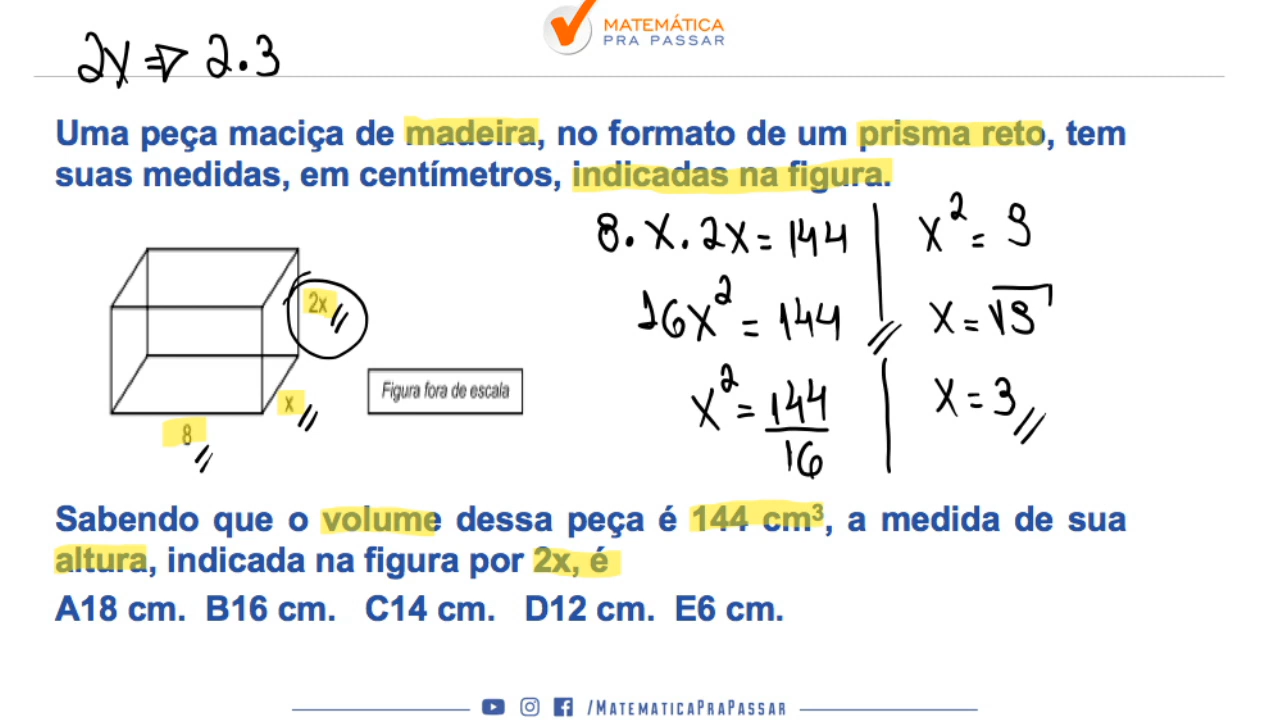 MATEMÁTICA
PRA PASSAR
2x ⇒ 2.3
Uma peça maciça de madeira, no formato de um prisma reto, tem
suas medidas, em centímetros, indicadas na figura.
8.x.2x=144
16x²=144
x²=144/16
x²=9
x=√9
x=3
2x
x
8
Figura fora de escala
Sabendo que o volume dessa peça é 144 cm³, a medida de sua
altura, indicada na figura por 2x, é
A18 cm. B16 cm. C14 cm. D12 cm. E6 cm.
/MATEMATICAPRAPASSAR